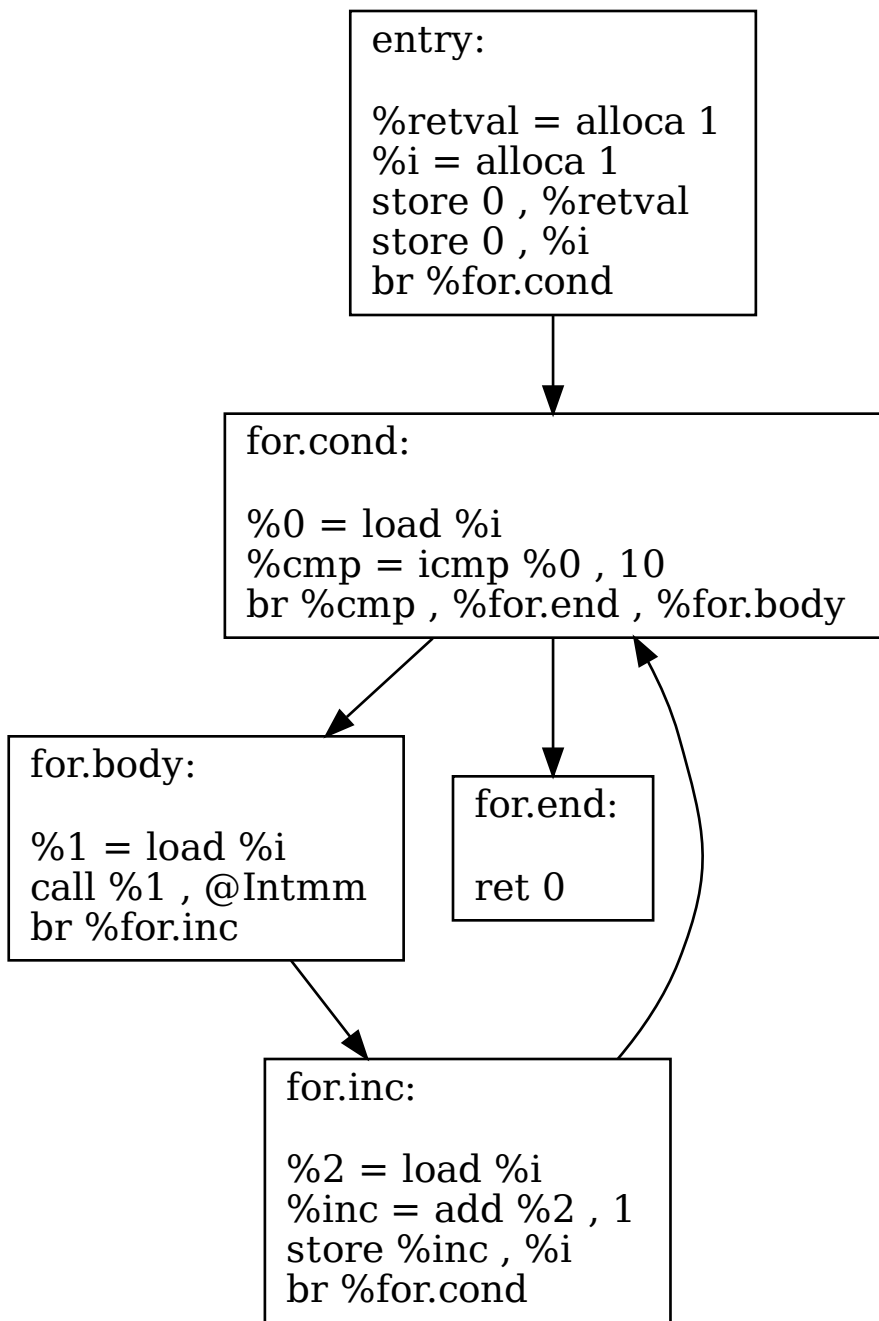 entry:
%retval = alloca 1
%i = alloca 1
store 0 , %retval
store 0 , %i
br %for.cond
for.cond:
%0 = load %i
%cmp = icmp %0 , 10
br %cmp , %for.end , %for.body
for.body:
%1 = load %i
call %1 , @Intmm
br %for.inc
for.end:
ret 0
for.inc:
%2 = load %i
%inc = add %2 , 1
store %inc , %i
br %for.cond